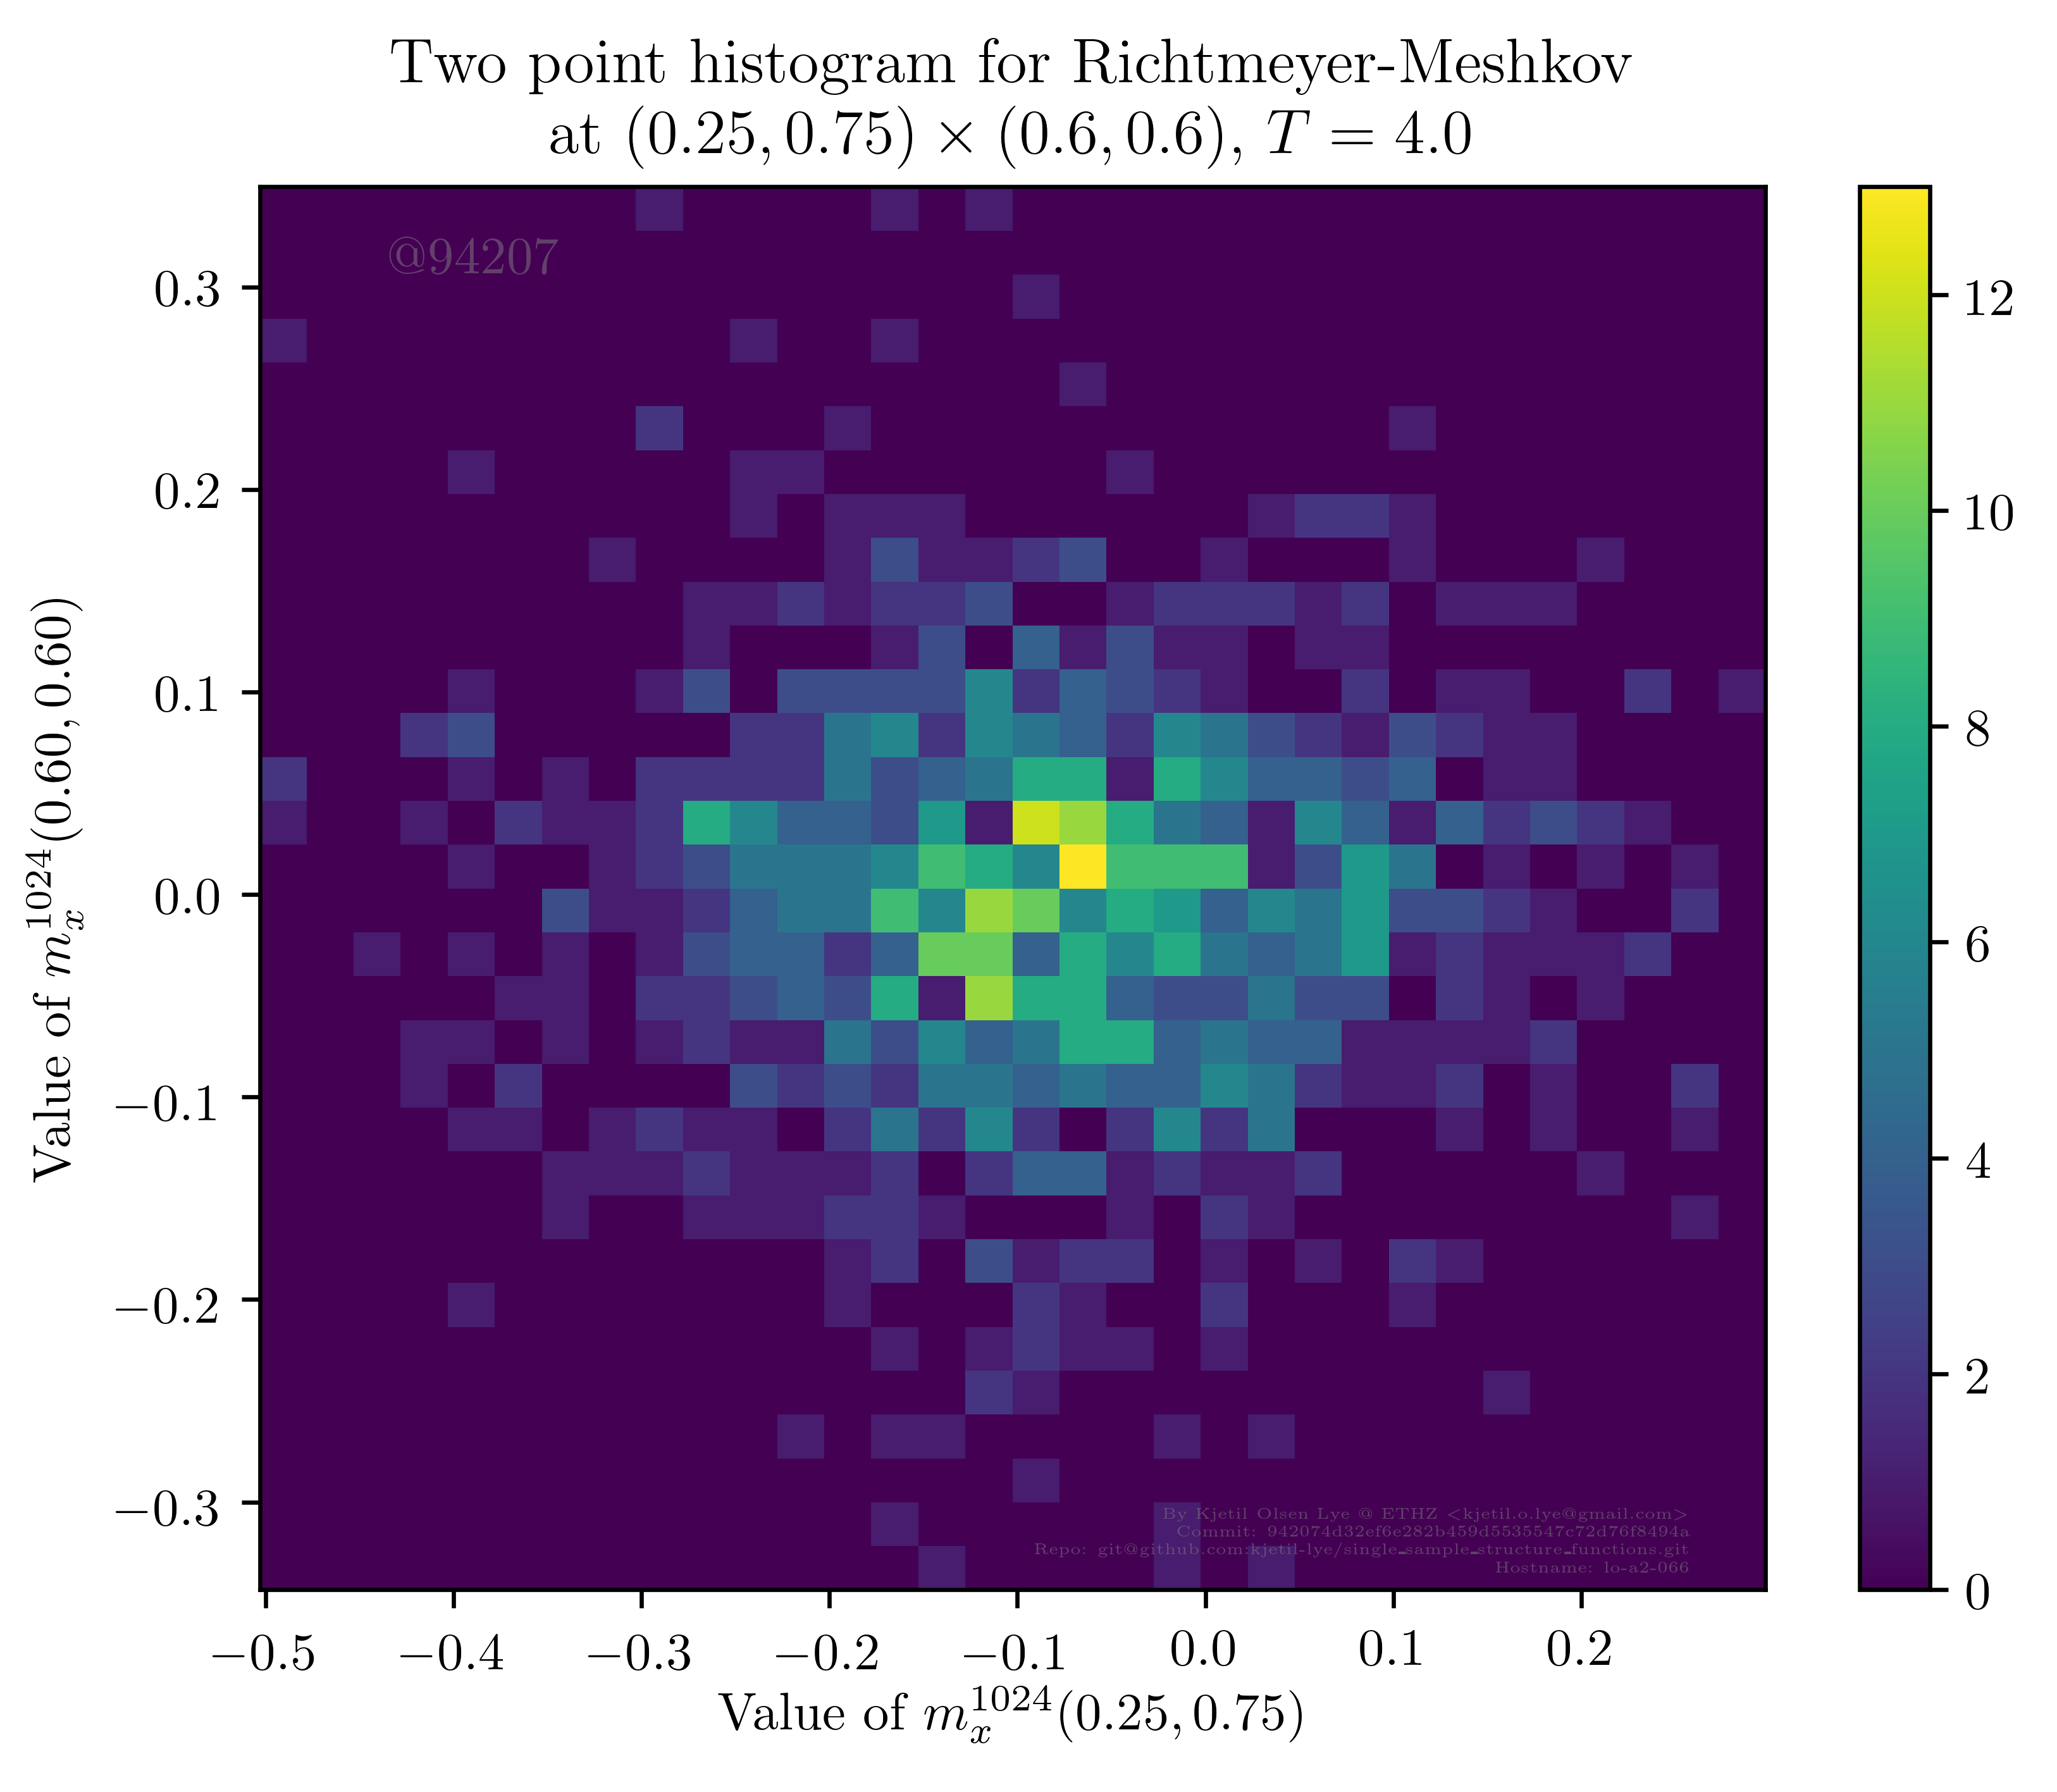 Two point histogram for Richtmeyer-Meshkov
at (0.25, 0.75) × (0.6, 0.6), T = 4.0
@94207
0.3
0.2
0.1
0.0
−0.1
−0.2
−0.3
Value of m_x^1024(0.60, 0.60)
12
10
8
6
4
2
0
By Kjetil Olsen Lye @ ETHZ <kjetil.o.lye@gmail.com>
Commit: 942074d32ef6e282b459d5535547c72d76f8494a
Repo: git@github.com:kjetil-lye/single_sample_structure_functions.git
Hostname: lo-a2-066
−0.5 −0.4 −0.3 −0.2 −0.1 0.0 0.1 0.2
Value of m_x^1024(0.25, 0.75)